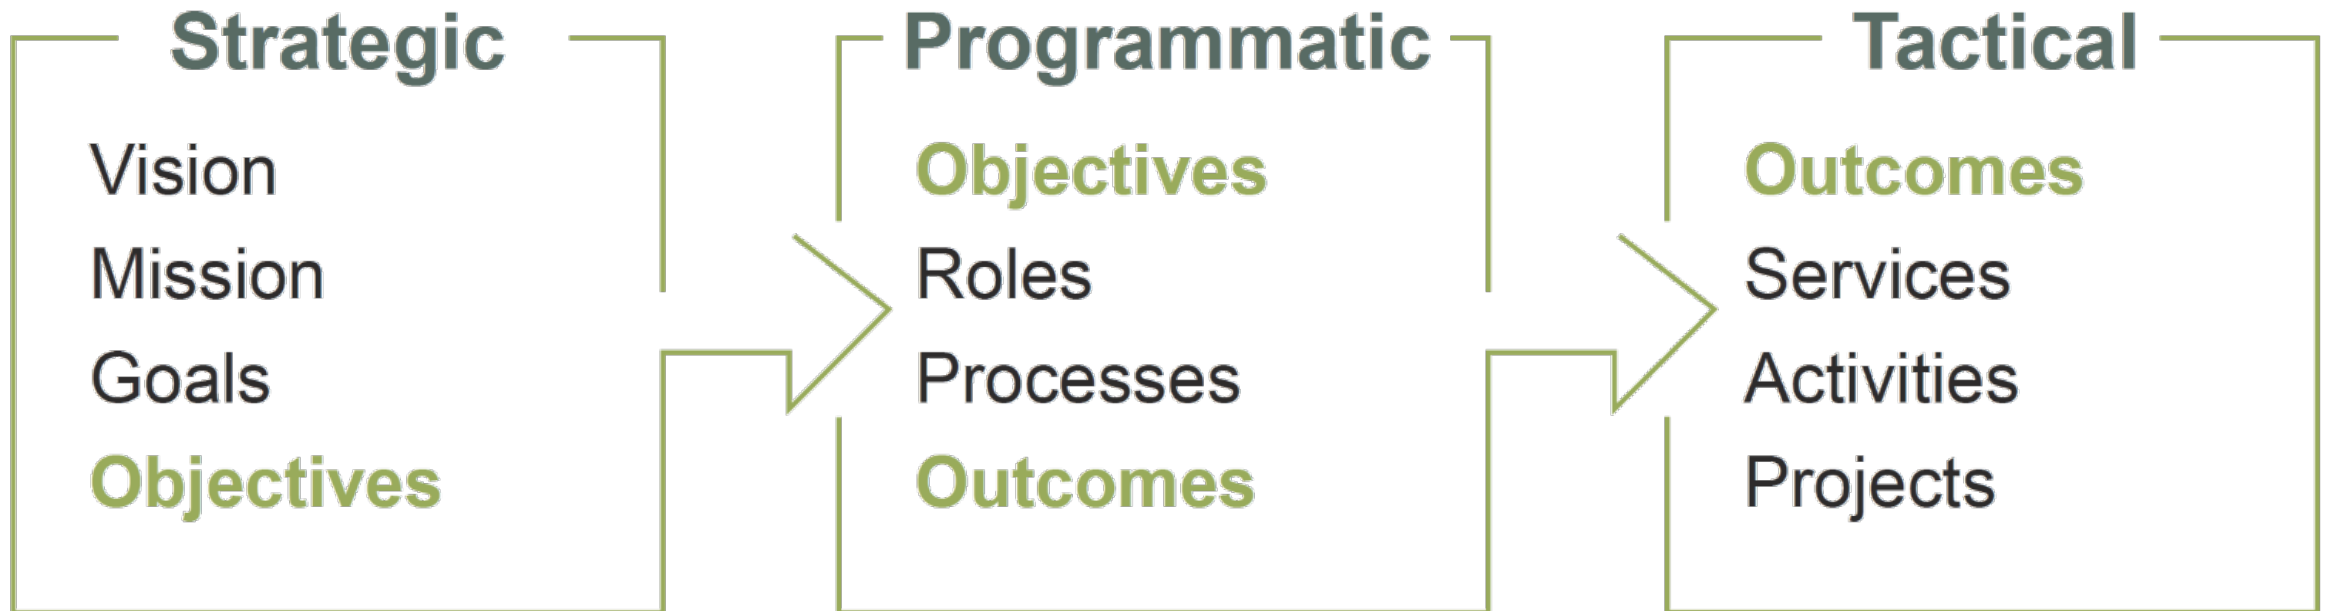 Strategic
Vision
Mission
Goals
Objectives
Programmatic
Objectives
Roles
Processes
Outcomes
Tactical
Outcomes
Services
Activities
Projects